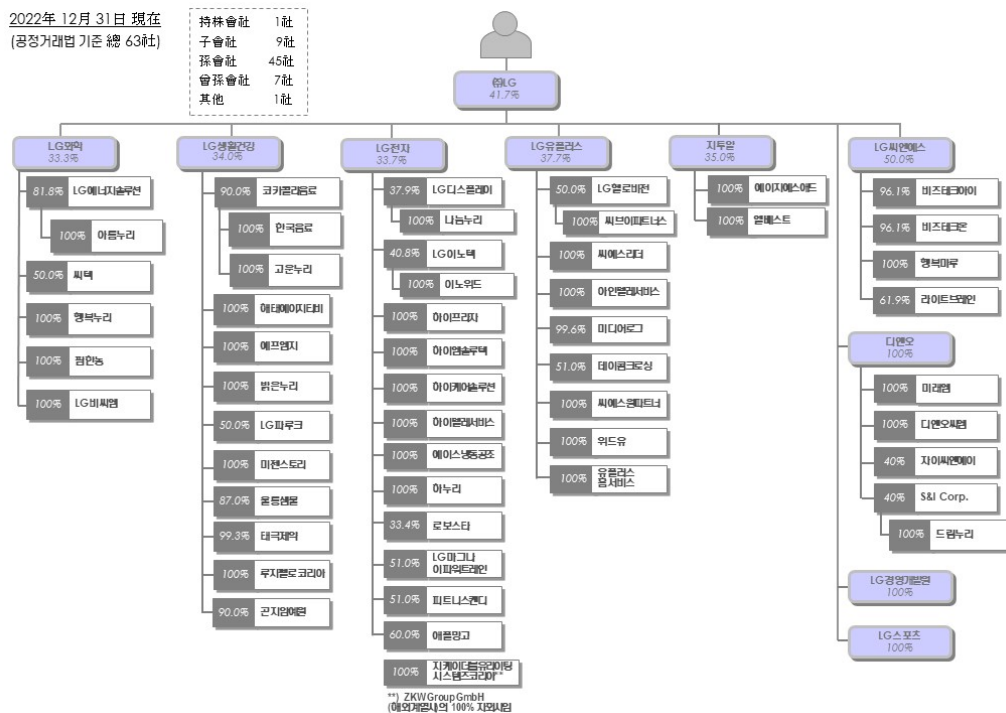 2022年 12月 31日 現在
(공정거래법 기준 總 63社)
持株會社 1社
子會社 9社
孫會社 45社
曾孫會社 7社
其他 1社
㈜LG
41.7%
LG화학
33.3%
81.8% LG에너지솔루션
100% 아름누리
50.0% 씨텍
100% 행복누리
100% 팜한농
100% LG비씨엠
LG생활건강
34.0%
90.0% 코카콜라음료
100% 한국음료
100% 고운누리
100% 해태에이치티비
100% 에프엠지
100% 밝은누리
50.0% LG파루크
100% 미젠스토리
87.0% 울릉샘물
99.3% 태극제약
100% 루치펠로코리아
90.0% 곤지암예원
LG전자
33.7%
37.9% LG디스플레이
100% 나눔누리
40.8% LG이노텍
100% 이노위드
100% 하이프라자
100% 하이엠솔루텍
100% 하이케어솔루션
100% 하이텔레서비스
100% 에이스냉동공조
100% 하누리
33.4% 로보스타
51.0% LG마그나
이파워트레인
51.0% 피트니스캔디
60.0% 애플망고
100% 지케이더블유라이팅
시스템즈코리아**
**) ZKW Group GmbH
(해외계열사)의 100% 자회사임
LG유플러스
37.7%
50.0% LG헬로비전
100% 씨브이파트너스
100% 씨에스리더
100% 아인텔레서비스
99.6% 미디어로그
51.0% 데이콤크로싱
100% 씨에스원파트너
100% 위드유
100% 유플러스
홈서비스
지투알
35.0%
100% 에이치에스애드
100% 엘베스트
LG씨엔에스
50.0%
96.1% 비즈테크아이
96.1% 비즈테크온
100% 행복마루
61.9% 라이트브레인
디앤오
100%
100% 미래엠
100% 디앤오씨엠
40% 자이씨앤에이
40% S&I Corp.
100% 드림누리
LG경영개발원
100%
LG스포츠
100%